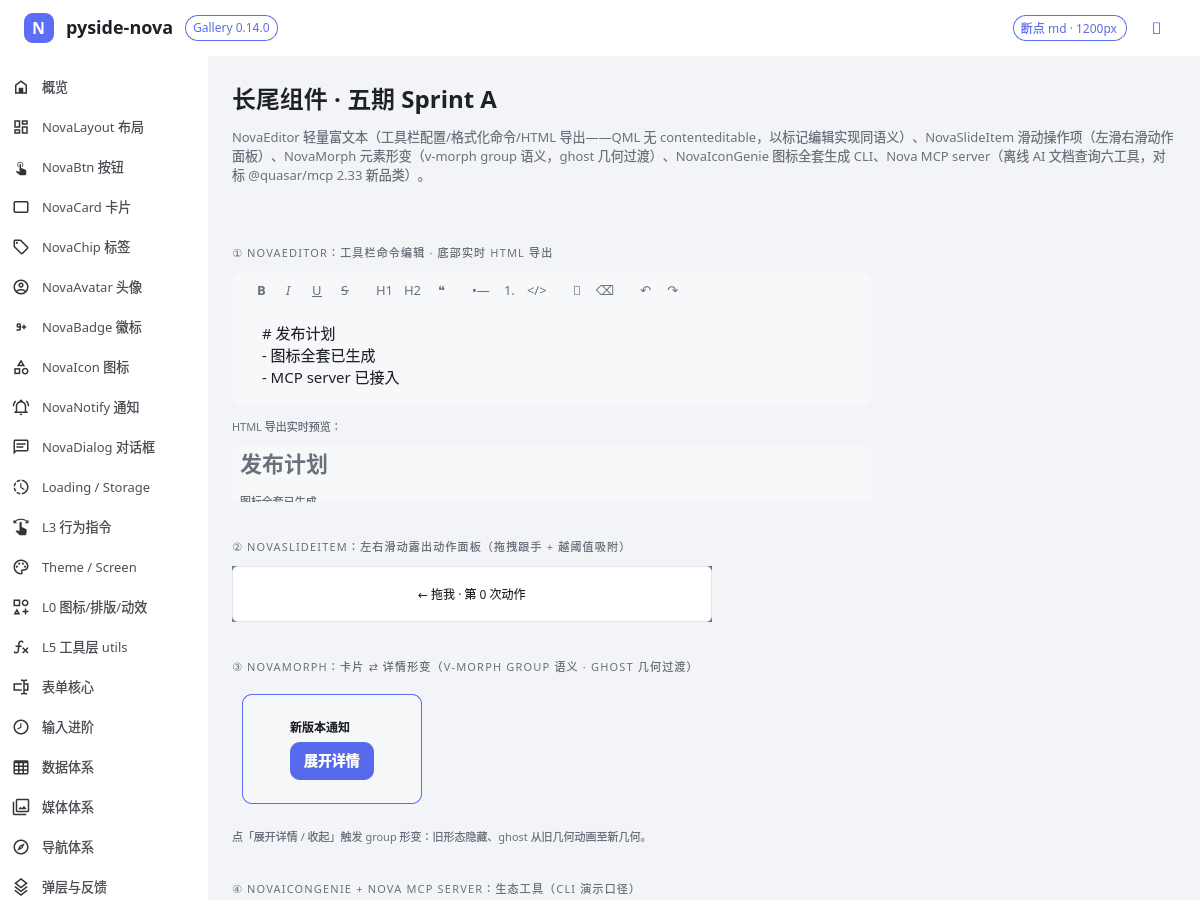 N pyside-nova Gallery 0.14.0 断点 md · 1200px
概览
NovaLayout 布局
NovaBtn 按钮
NovaCard 卡片
NovaChip 标签
NovaAvatar 头像
9+ NovaBadge 徽标
NovaIcon 图标
NovaNotify 通知
NovaDialog 对话框
Loading / Storage
L3 行为指令
Theme / Screen
L0 图标/排版/动效
L5 工具层 utils
表单核心
输入进阶
数据体系
媒体体系
导航体系
弹层与反馈
长尾组件 · 五期 Sprint A
NovaEditor 轻量富文本（工具栏配置/格式化命令/HTML 导出——QML 无 contenteditable，以标记编辑实现同语义）、NovaSlideItem 滑动操作项（左滑右滑动作
面板）、NovaMorph 元素形变（v-morph group 语义，ghost 几何过渡）、NovaIconGenie 图标全套生成 CLI、Nova MCP server（离线 AI 文档查询六工具，对
标 @quasar/mcp 2.33 新品类）。
① NOVAEDITOR：工具栏命令编辑 · 底部实时 HTML 导出
B I U S H1 H2 ❝ •— 1. </> ⌫ ↶ ↷
# 发布计划
- 图标全套已生成
- MCP server 已接入
HTML 导出实时预览：
发布计划
图标全套已生成
② NOVASLIDEITEM：左右滑动露出动作面板（拖拽跟手 + 越阈值吸附）
← 拖我 · 第 0 次动作
③ NOVAMORPH：卡片 ⇄ 详情形变（V-MORPH GROUP 语义 · GHOST 几何过渡）
新版本通知
展开详情
点「展开详情 / 收起」触发 group 形变：旧形态隐藏、ghost 从旧几何动画至新几何。
④ NOVAICONGENIE + NOVA MCP SERVER：生态工具（CLI 演示口径）